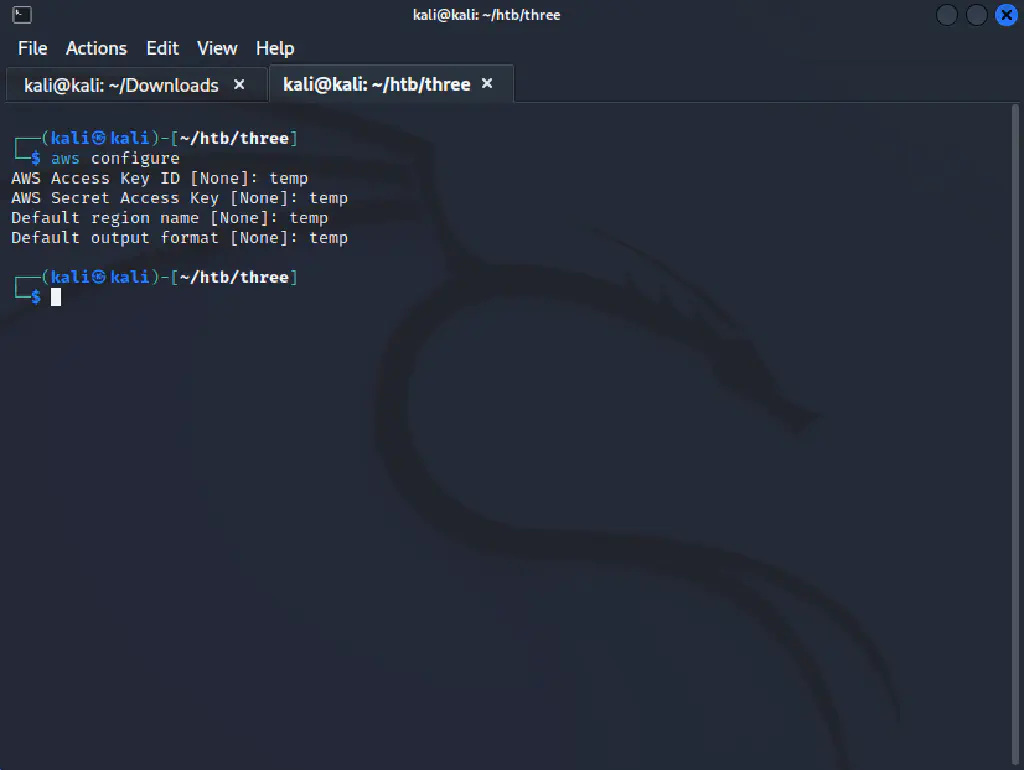 kali@kali: ~/htb/three
File Actions Edit View Help
kali@kali: ~/Downloads × kali@kali: ~/htb/three ×
┌──(kali㉿kali)-[~/htb/three]
└─$ aws configure
AWS Access Key ID [None]: temp
AWS Secret Access Key [None]: temp
Default region name [None]: temp
Default output format [None]: temp
┌──(kali㉿kali)-[~/htb/three]
└─$